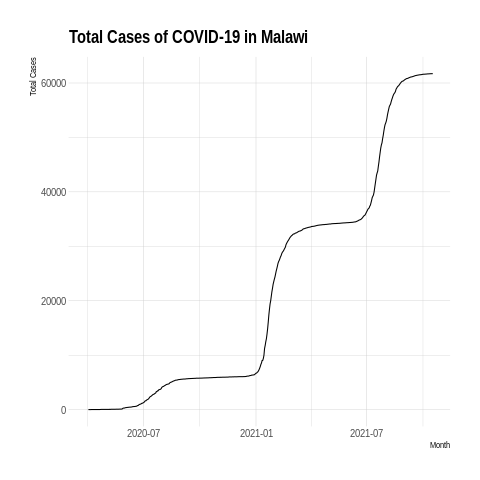 Total Cases of COVID-19 in Malawi
Total Cases
60000
40000
20000
0
2020-07
2021-01
2021-07
Month